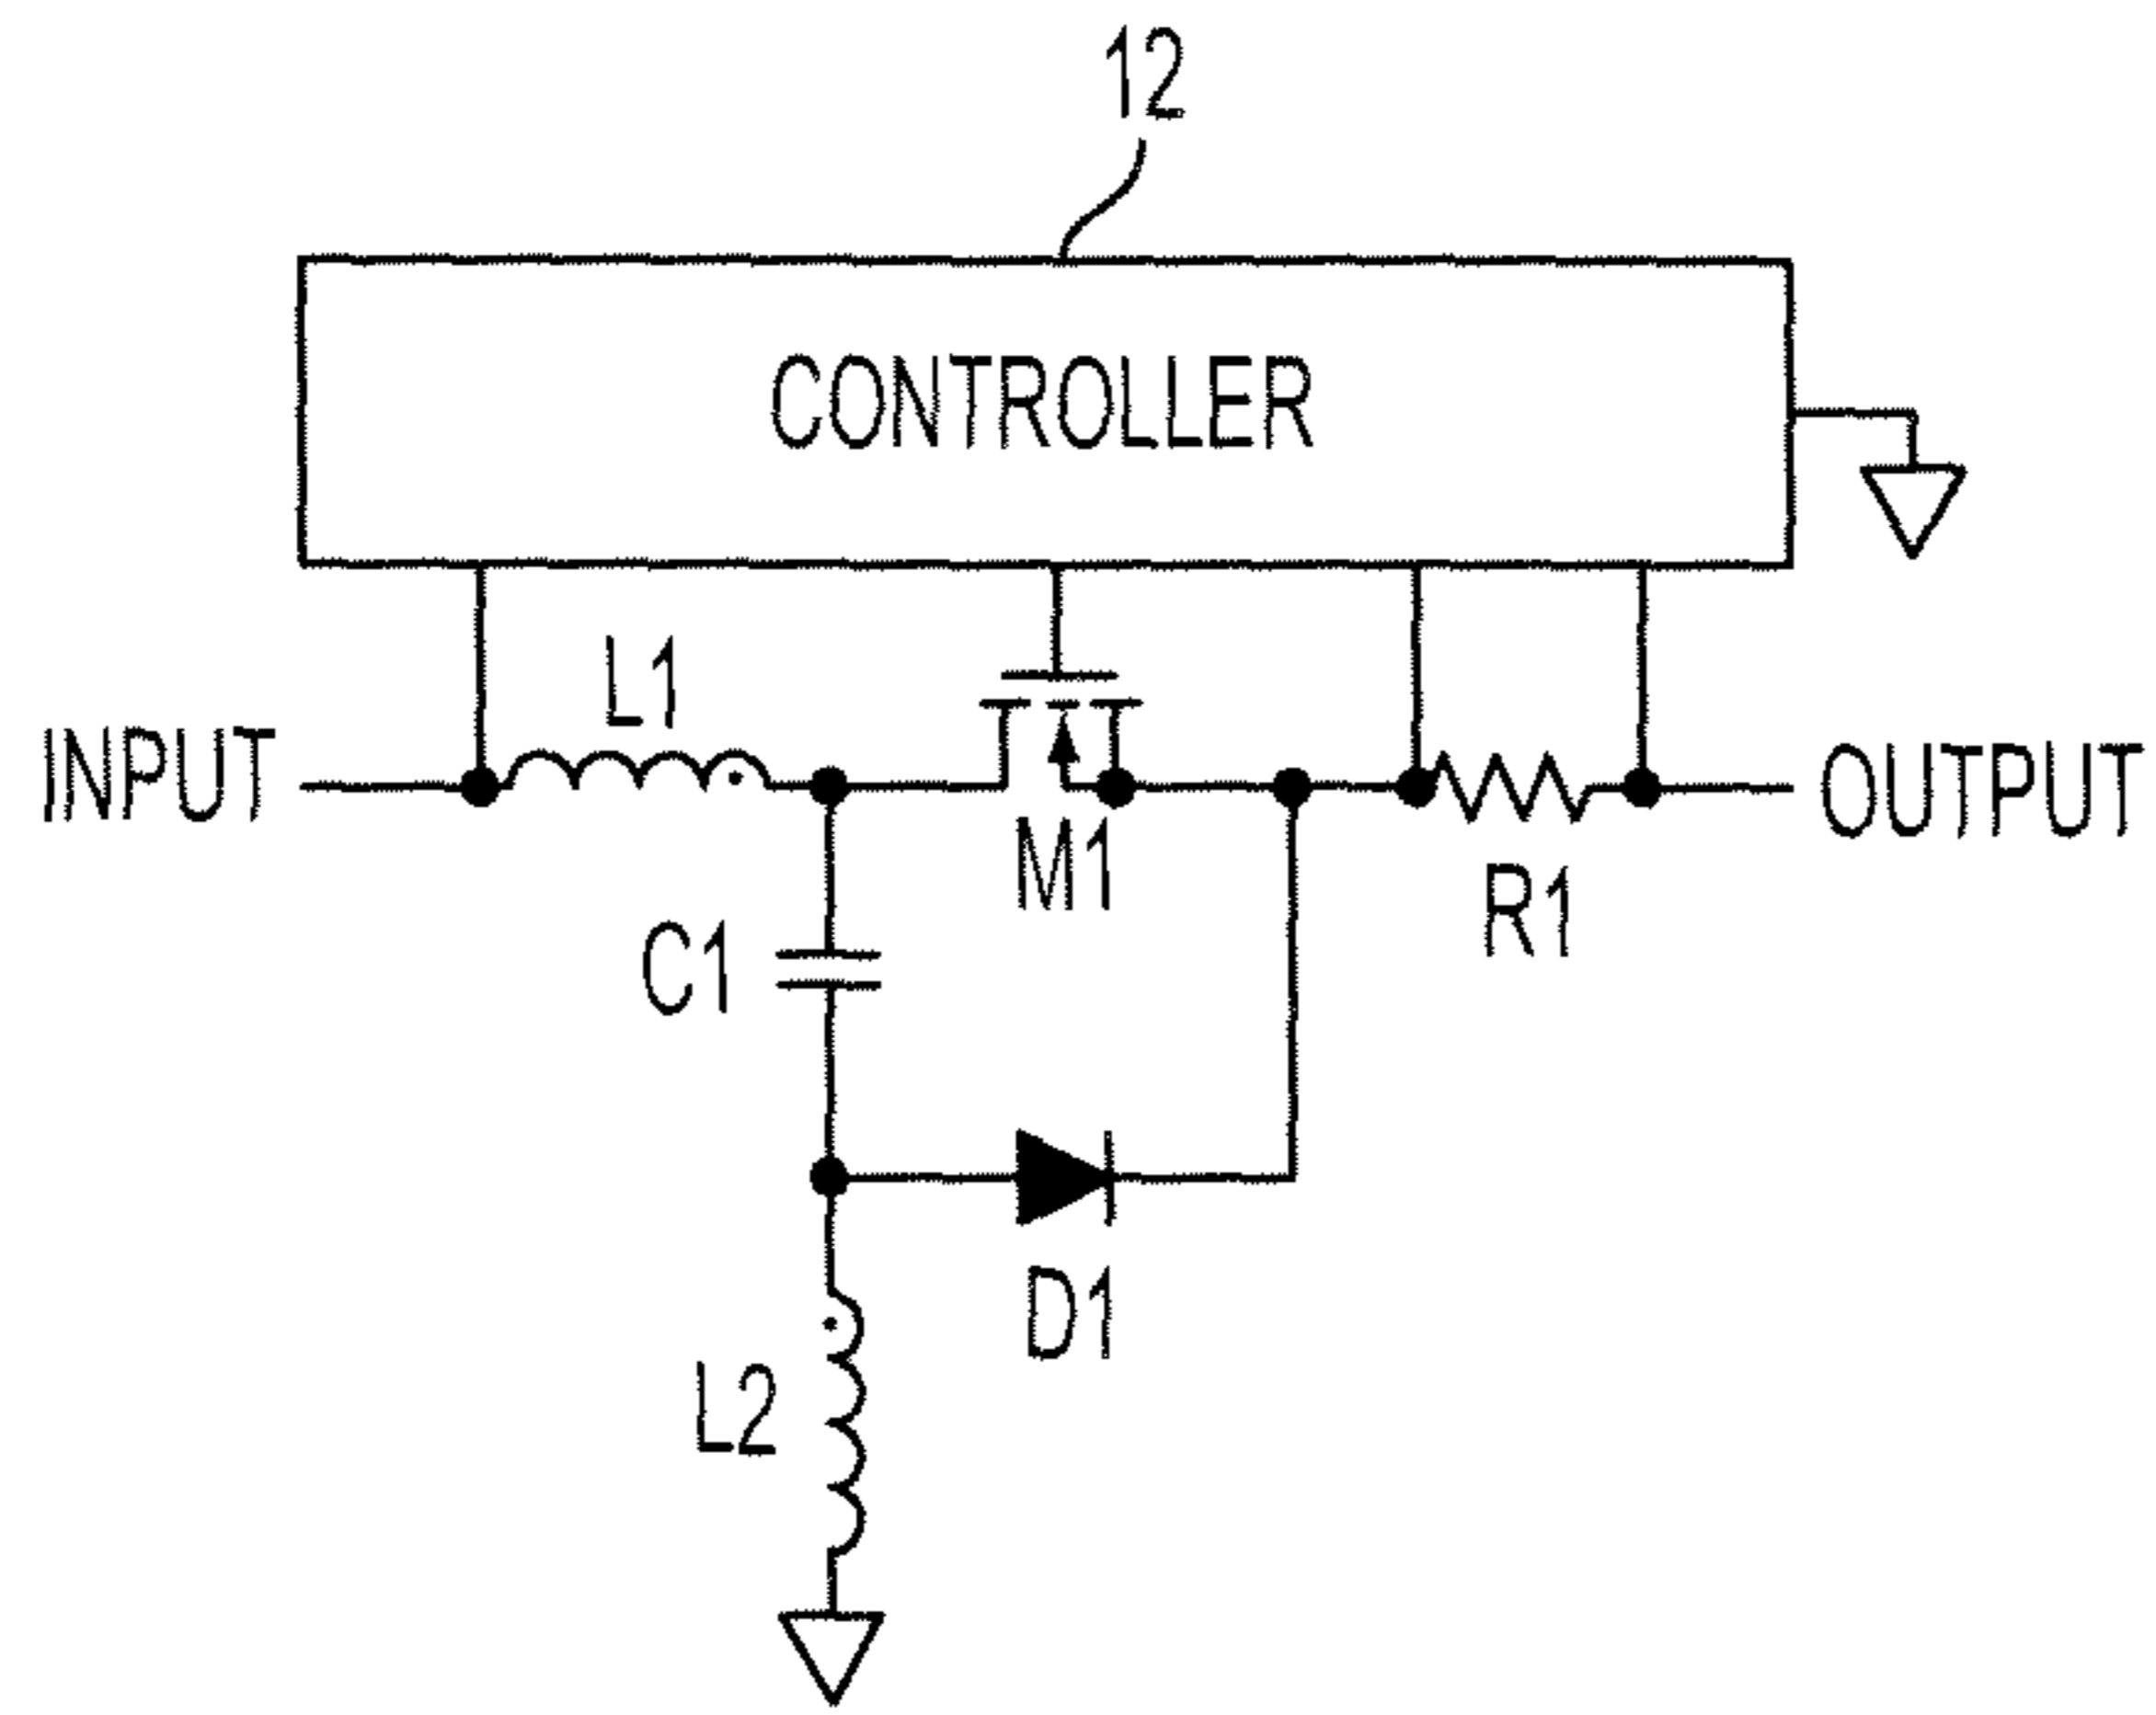 12
CONTROLLER
L1
INPUT
OUTPUT
M1
R1
C1
D1
L2